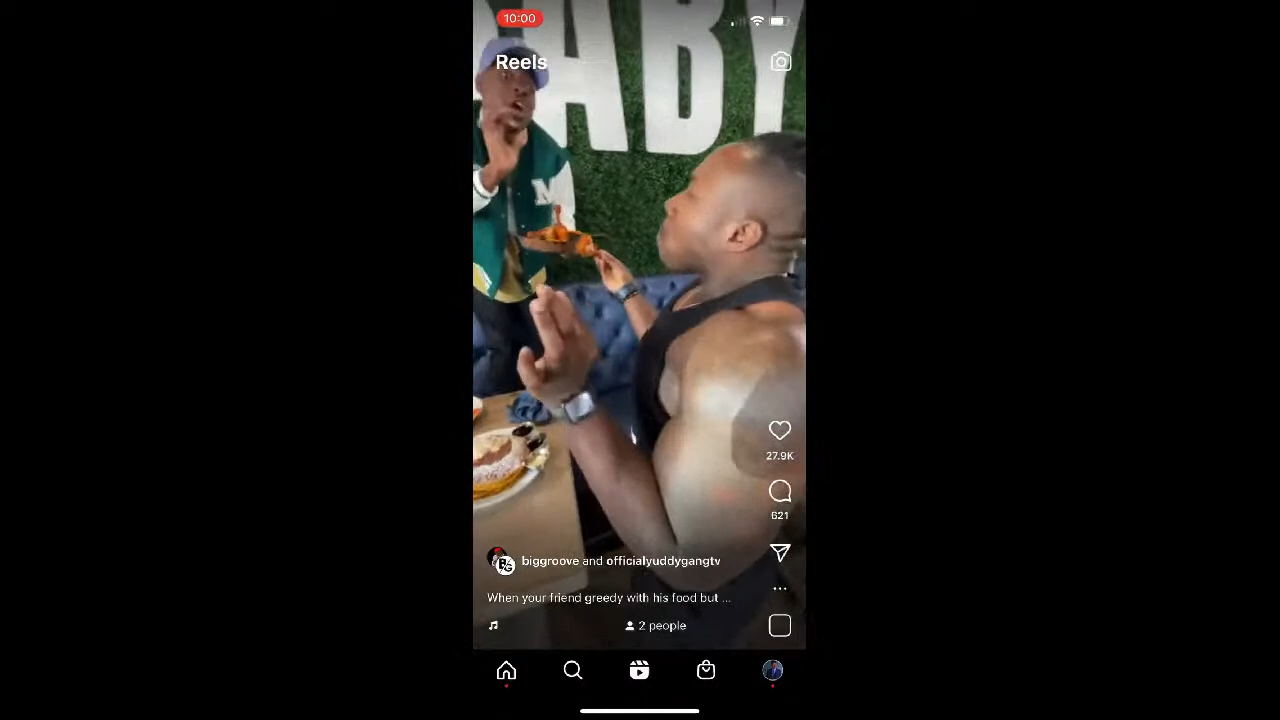 10:00
ABY
Reels
M
27.9K
621
biggroove and officialyuddygangtv
When your friend greedy with his food but ...
2 people